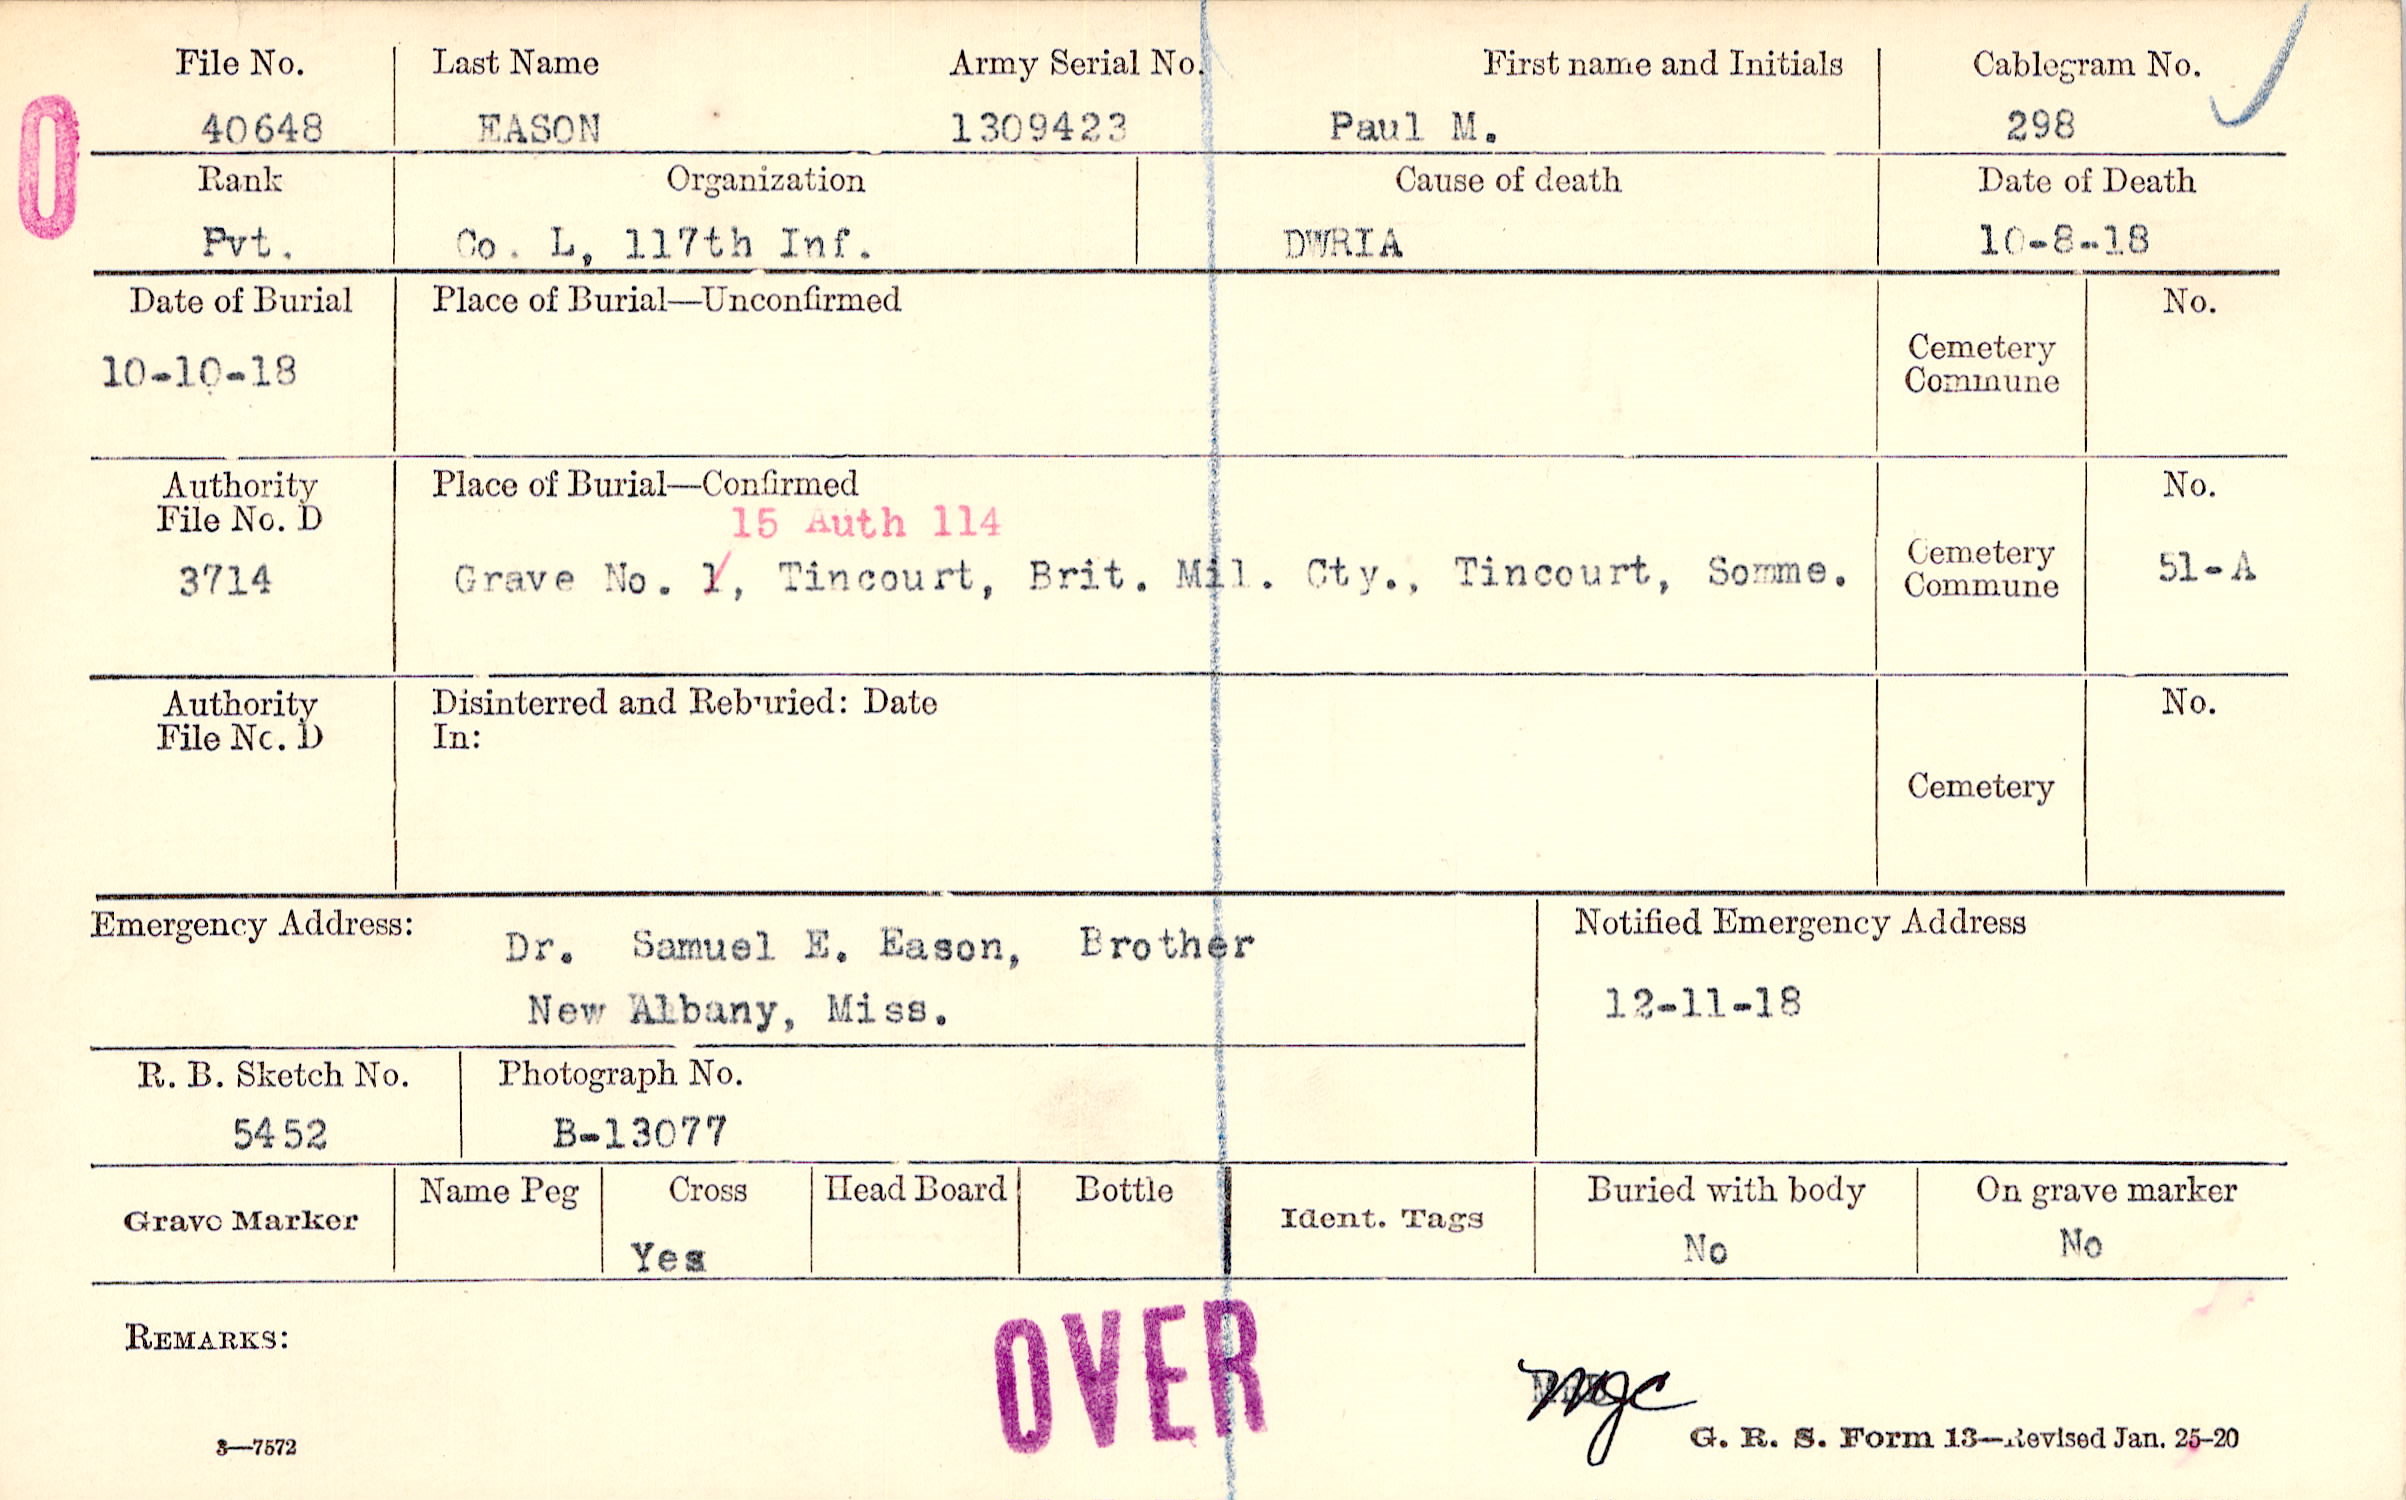 File No. Last Name Army Serial No. First name and Initials Cablegram No.
O 40648 EASON 1309423 Paul M. 298
Rank Organization Cause of death Date of Death
Pvt. Co. L, 117th Inf. DWRIA 10-8-18
Date of Burial Place of Burial—Unconfirmed No.
Cemetery
Commune
10-10-18
Authority Place of Burial—Confirmed No.
File No. D
15 Auth 114
3714 Grave No. 1, Tincourt, Brit. Mil. Cty., Tincourt, Somme. Cemetery 51-A
Commune
Authority Disinterred and Reburied: Date No.
File No. D In:
Cemetery
Emergency Address: Notified Emergency Address
Dr. Samuel E. Eason, Brother
New Albany, Miss. 12-11-18
R. B. Sketch No. Photograph No.
5452 B-13077
Name Peg Cross Head Board Bottle Buried with body On grave marker
Grave Marker Ident. Tags
Yes No No
REMARKS:
OVER
mgc
3—7572 G. R. S. Form 13—Revised Jan. 25-20